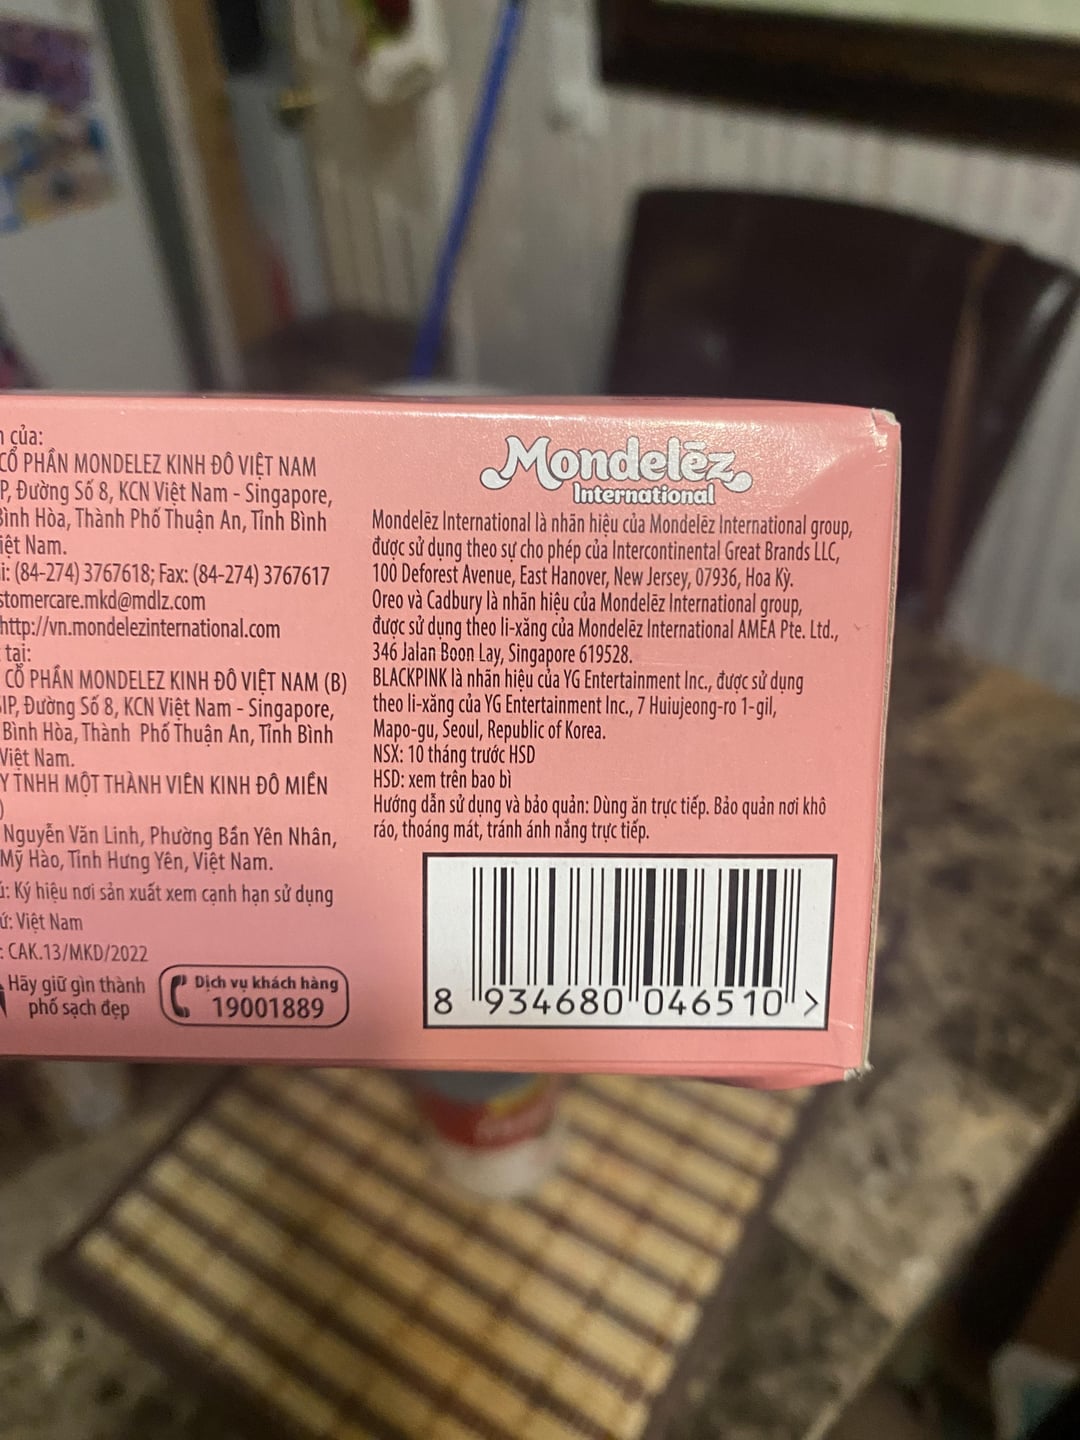 của:
CỔ PHẦN MONDELEZ KINH ĐÔ VIỆT NAM
P, Đường Số 8, KCN Việt Nam - Singapore,
Bình Hòa, Thành Phố Thuận An, Tỉnh Bình
iệt Nam.
i: (84-274) 3767618; Fax: (84-274) 3767617
stomercare.mkd@mdlz.com
http://vn.mondelezinternational.com
tại:
CỔ PHẦN MONDELEZ KINH ĐÔ VIỆT NAM (B)
IP, Đường Số 8, KCN Việt Nam - Singapore,
Bình Hòa, Thành Phố Thuận An, Tỉnh Bình
Việt Nam.
Y TNHH MỘT THÀNH VIÊN KINH ĐÔ MIỀN
)
Nguyễn Văn Linh, Phường Bần Yên Nhân,
Mỹ Hào, Tỉnh Hưng Yên, Việt Nam.
: Ký hiệu nơi sản xuất xem cạnh hạn sử dụng
ứ: Việt Nam
: CAK.13/MKD/2022
Hãy giữ gìn thành
phố sạch đẹp
Dịch vụ khách hàng
19001889
Mondelēz
International
Mondelēz International là nhãn hiệu của Mondelēz International group,
được sử dụng theo sự cho phép của Intercontinental Great Brands LLC,
100 Deforest Avenue, East Hanover, New Jersey, 07936, Hoa Kỳ.
Oreo và Cadbury là nhãn hiệu của Mondelēz International group,
được sử dụng theo li-xăng của Mondelēz International AMEA Pte. Ltd.,
346 Jalan Boon Lay, Singapore 619528.
BLACKPINK là nhãn hiệu của YG Entertainment Inc., được sử dụng
theo li-xăng của YG Entertainment Inc., 7 Huiujeong-ro 1-gil,
Mapo-gu, Seoul, Republic of Korea.
NSX: 10 tháng trước HSD
HSD: xem trên bao bì
Hướng dẫn sử dụng và bảo quản: Dùng ăn trực tiếp. Bảo quản nơi khô
ráo, thoáng mát, tránh ánh nắng trực tiếp.
8 934680 046510 >